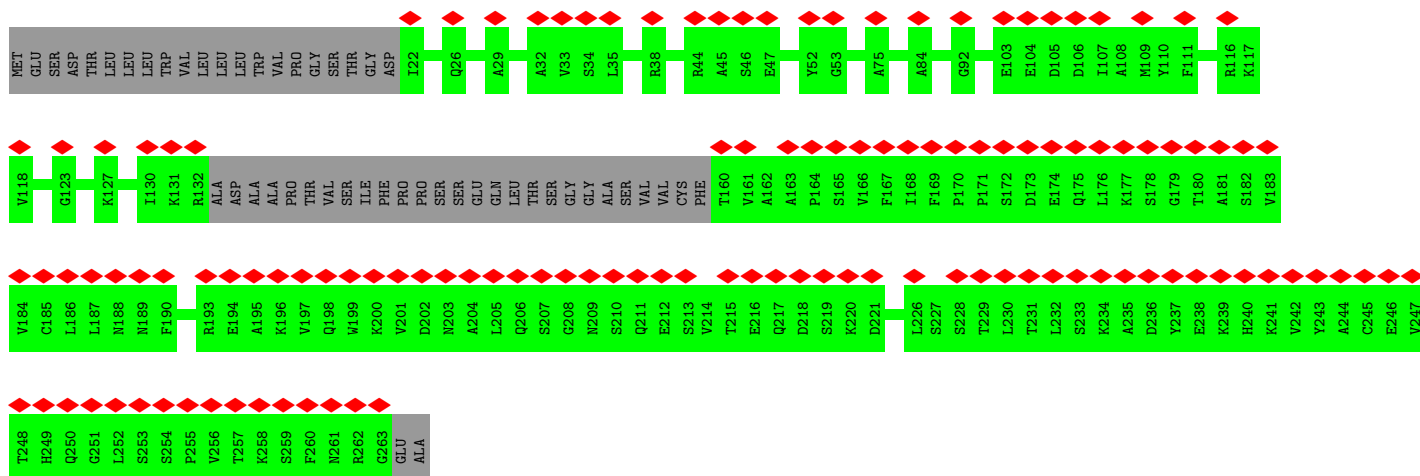 MET GLU SER ASP THR LEU LEU LEU TRP VAL LEU LEU LEU TRP VAL PRO GLY SER THR GLY ASP I22 Q26 A29 A32 V33 S34 L35 R38 R44 A45 S46 E47 Y52 G53 A75 A84 G92 E103 E104 D105 D106 I107 A108 M109 Y110 F111 R116 K117
V118 G123 K127 I130 K131 R132 ALA ASP ALA ALA PRO THR VAL SER ILE PHE PRO PRO SER SER GLU GLN LEU THR SER GLY GLY ALA SER VAL VAL CYS PHE T160 V161 A162 A163 P164 S165 V166 F167 I168 F169 P170 P171 S172 D173 E174 Q175 L176 K177 S178 G179 T180 A181 S182 V183
V184 C185 L186 L187 N188 N189 F190 R193 E194 A195 K196 V197 Q198 W199 K200 V201 D202 N203 A204 L205 Q206 S207 G208 N209 S210 Q211 E212 S213 V214 T215 E216 Q217 D218 S219 K220 D221 L226 S227 S228 T229 L230 T231 L232 S233 K234 A235 D236 Y237 E238 K239 H240 K241 V242 Y243 A244 C245 E246 V247
T248 H249 Q250 G251 L252 S253 S254 P255 V256 T257 K258 S259 F260 N261 R262 G263 GLU ALA